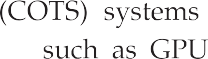 (COTS) systems
such as GPU